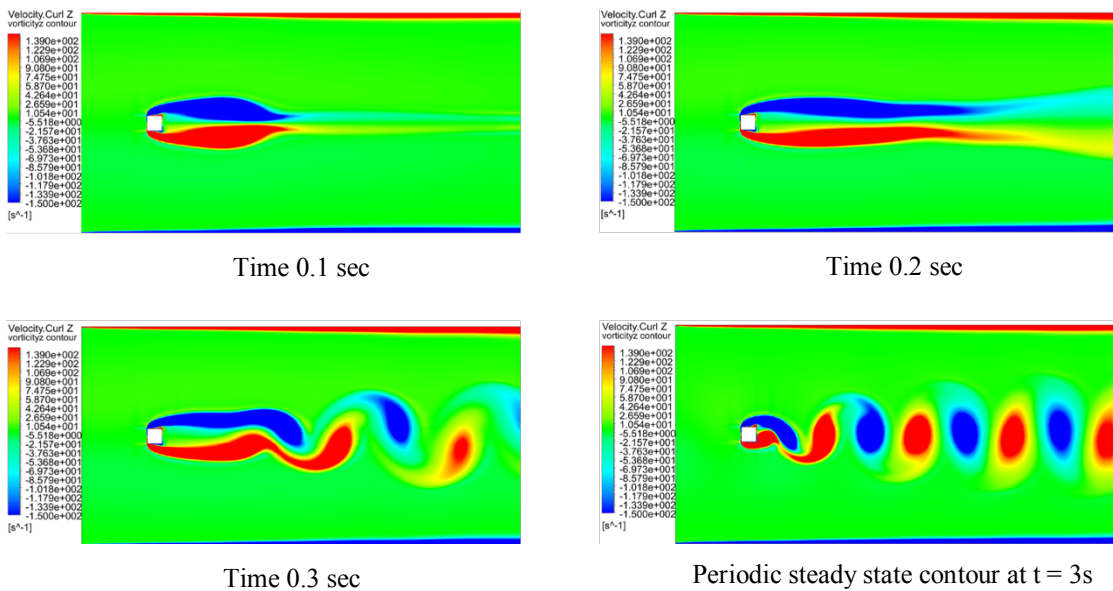 Velocity.Curl Z
vorticityz contour
1.390e+002
1.229e+002
1.069e+002
9.080e+001
7.475e+001
5.870e+001
4.264e+001
2.659e+001
1.054e+001
-5.518e+000
-2.157e+001
-3.763e+001
-5.368e+001
-6.973e+001
-8.579e+001
-1.018e+002
-1.179e+002
-1.339e+002
-1.500e+002
[s^-1]
Time 0.1 sec
Velocity.Curl Z
vorticityz contour
1.390e+002
1.229e+002
1.069e+002
9.080e+001
7.475e+001
5.870e+001
4.264e+001
2.659e+001
1.054e+001
-5.518e+000
-2.157e+001
-3.763e+001
-5.368e+001
-6.973e+001
-8.579e+001
-1.018e+002
-1.179e+002
-1.339e+002
-1.500e+002
[s^-1]
Time 0.2 sec
Velocity.Curl Z
vorticityz contour
1.390e+002
1.229e+002
1.069e+002
9.080e+001
7.475e+001
5.870e+001
4.264e+001
2.659e+001
1.054e+001
-5.518e+000
-2.157e+001
-3.763e+001
-5.368e+001
-6.973e+001
-8.579e+001
-1.018e+002
-1.179e+002
-1.339e+002
-1.500e+002
[s^-1]
Time 0.3 sec
Velocity.Curl Z
vorticityz contour
1.390e+002
1.229e+002
1.069e+002
9.080e+001
7.475e+001
5.870e+001
4.264e+001
2.659e+001
1.054e+001
-5.518e+000
-2.157e+001
-3.763e+001
-5.368e+001
-6.973e+001
-8.579e+001
-1.018e+002
-1.179e+002
-1.339e+002
-1.500e+002
[s^-1]
Periodic steady state contour at t = 3s